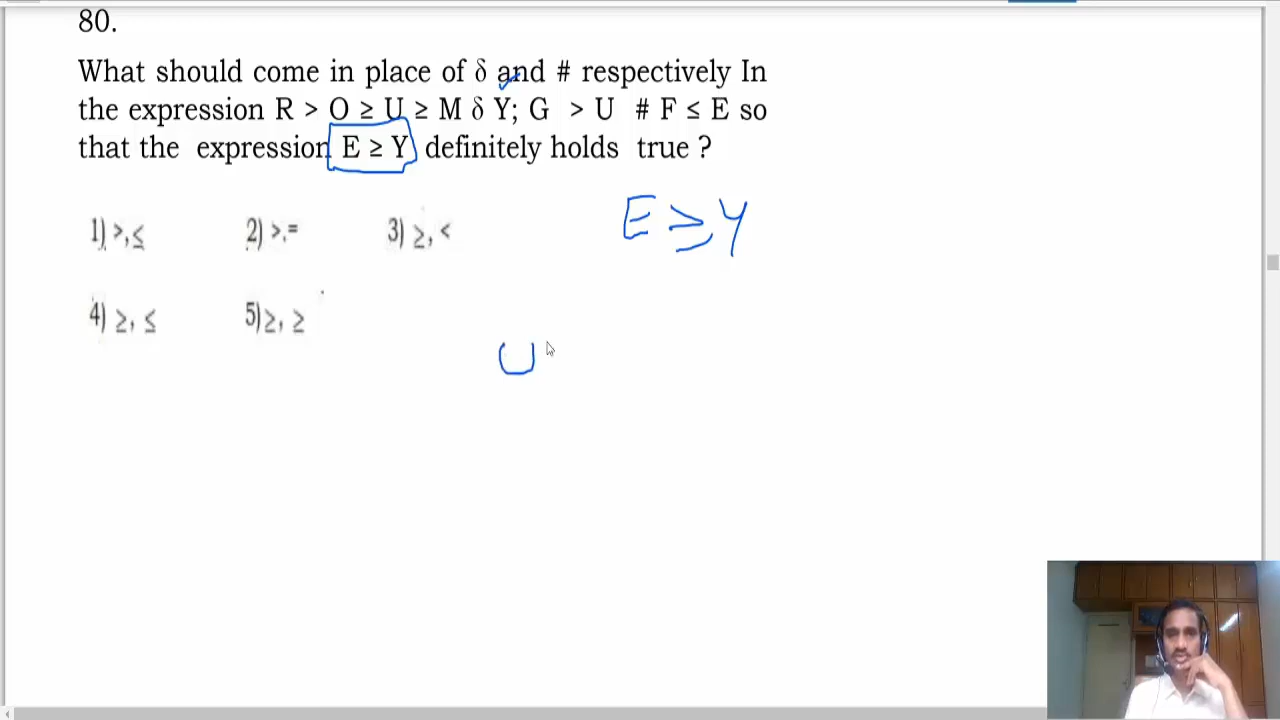 80.
What should come in place of δ and # respectively In
the expression R > O ≥ U ≥ M δ Y; G > U # F ≤ E so
that the expression E ≥ Y definitely holds true ?
E ≥ Y
1) >,≤ 2) >,= 3) ≥, <
4) ≥, ≤ 5)≥, ≥
U